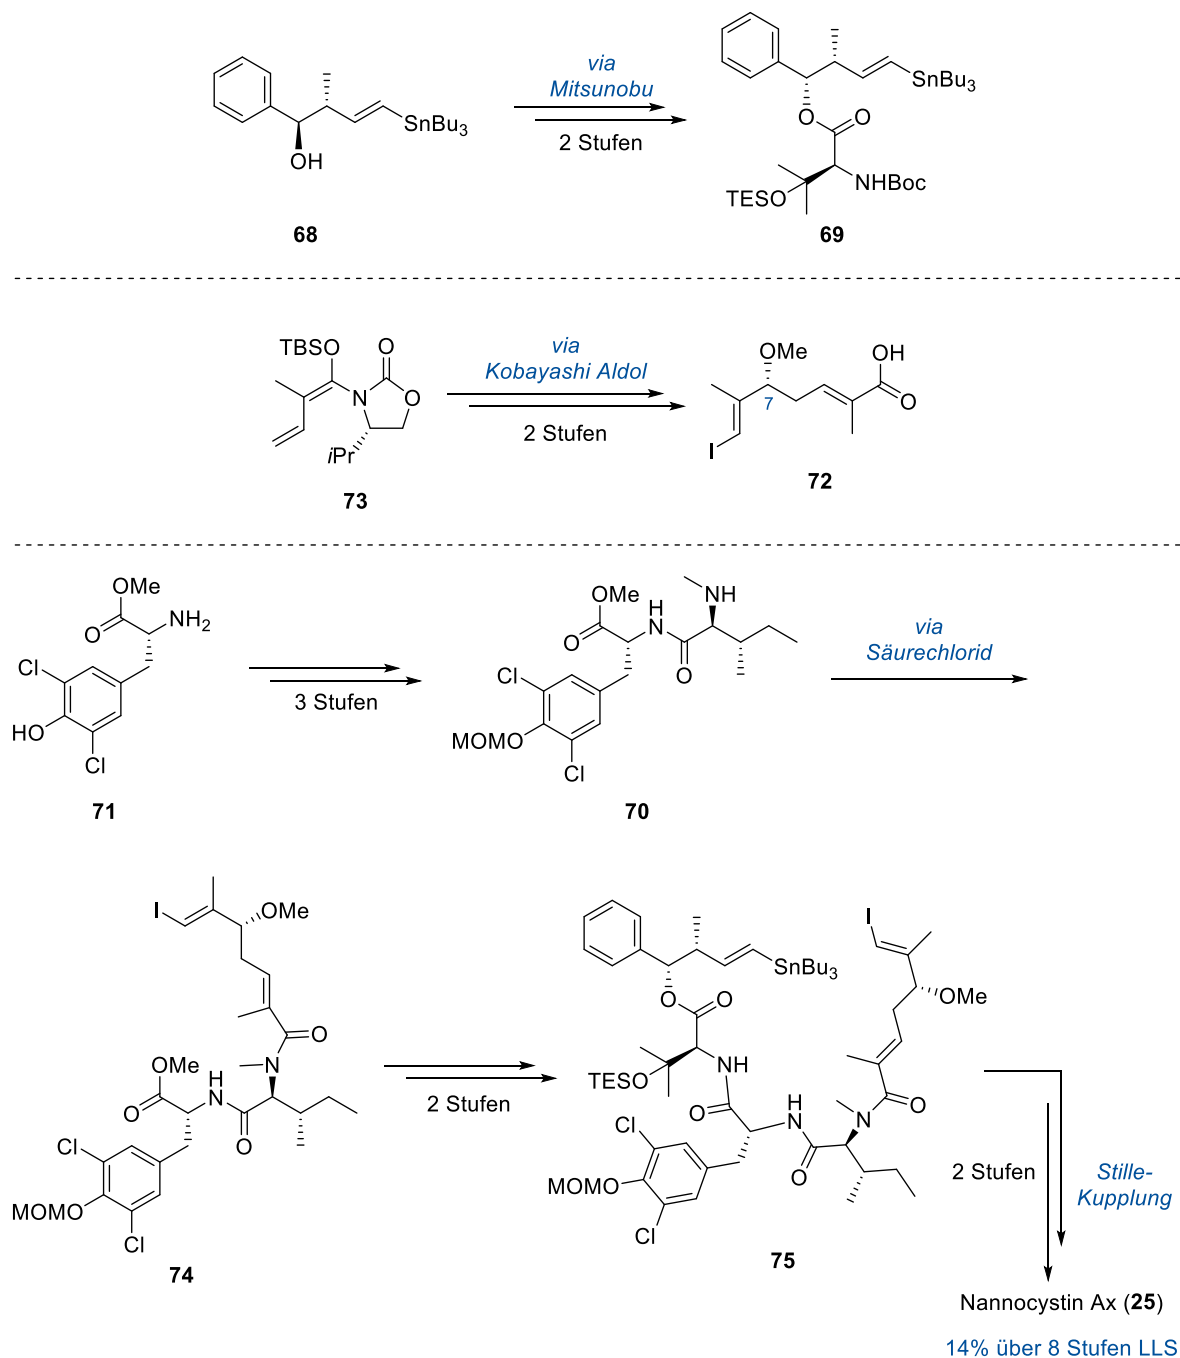 via
Mitsunobu
2 Stufen
OH
SnBu3
68
SnBu3
O
O
NHBoc
TESO
69
TBSO
O
N
O
iPr
73
via
Kobayashi Aldol
2 Stufen
OMe
OH
O
7
I
72
OMe
O
NH2
Cl
HO
Cl
71
3 Stufen
OMe
O
H
N
NH
O
Cl
MOMO
Cl
70
via
Säurechlorid
I
OMe
O
N
OMe
O
H
N
O
Cl
MOMO
Cl
74
2 Stufen
SnBu3
O
O
TESO
NH
O
H
N
O
N
O
OMe
I
Cl
MOMO
Cl
75
2 Stufen
Stille-
Kupplung
Nannocystin Ax (25)
14% über 8 Stufen LLS